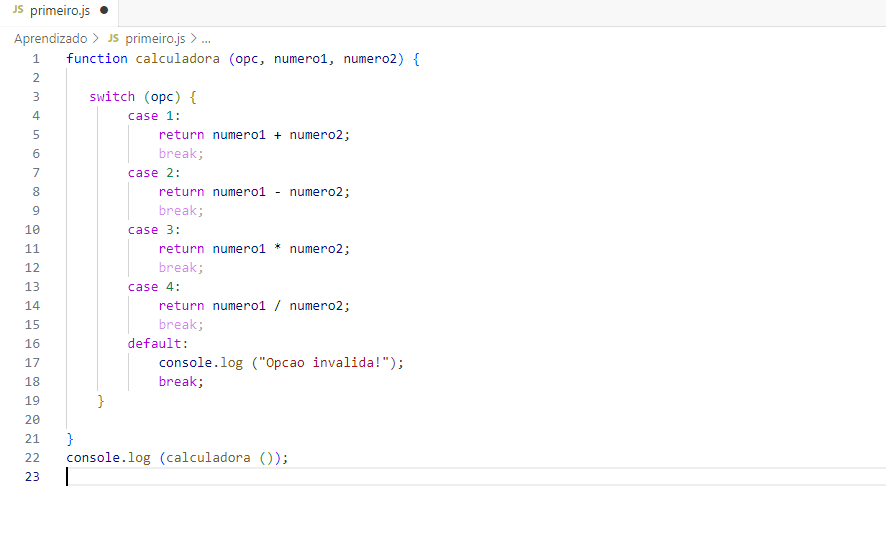 JS primeiro.js ●
Aprendizado > JS primeiro.js > ...
1 function calculadora (opc, numero1, numero2) {
2
3 switch (opc) {
4 case 1:
5 return numero1 + numero2;
6 break;
7 case 2:
8 return numero1 - numero2;
9 break;
10 case 3:
11 return numero1 * numero2;
12 break;
13 case 4:
14 return numero1 / numero2;
15 break;
16 default:
17 console.log ("Opcao invalida!");
18 break;
19 }
20
21 }
22 console.log (calculadora ());
23